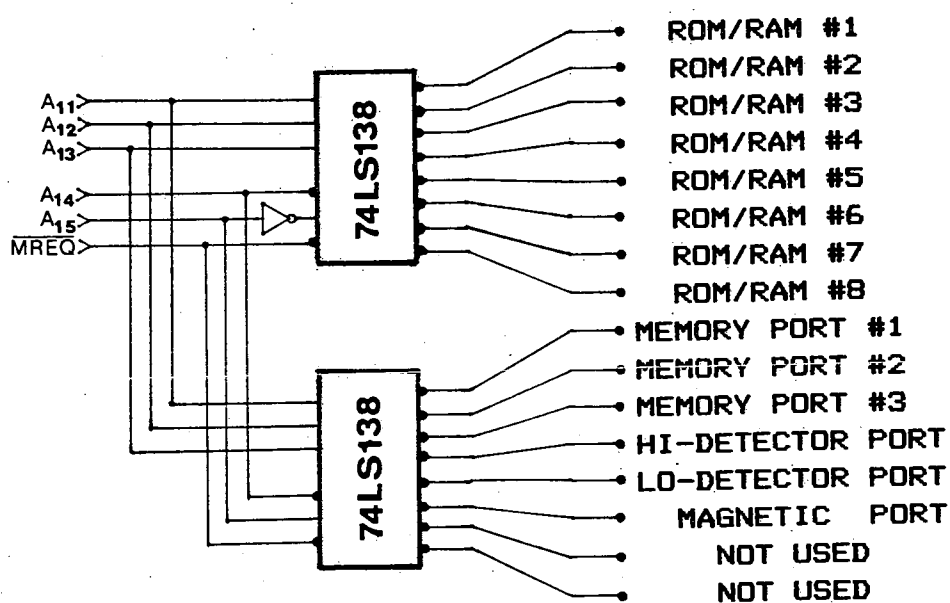 A11
A12
A13
A14
A15
MREQ
74LS138
ROM/RAM #1
ROM/RAM #2
ROM/RAM #3
ROM/RAM #4
ROM/RAM #5
ROM/RAM #6
ROM/RAM #7
ROM/RAM #8
74LS138
MEMORY PORT #1
MEMORY PORT #2
MEMORY PORT #3
HI-DETECTOR PORT
LO-DETECTOR PORT
MAGNETIC PORT
NOT USED
NOT USED